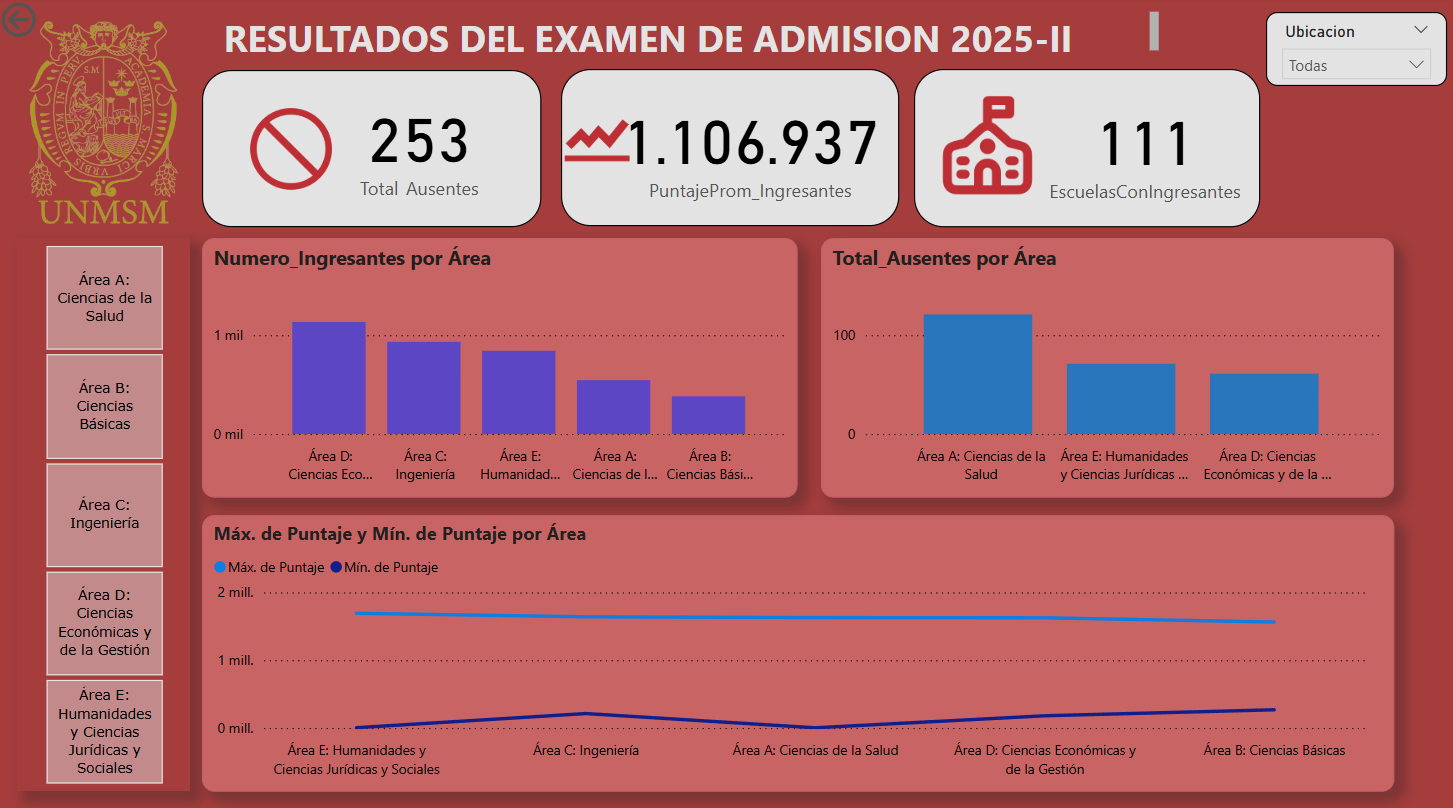 RESULTADOS DEL EXAMEN DE ADMISION 2025-II
Ubicacion
Todas
S.M
UNMSM
253
Total Ausentes
1.106.937
PuntajeProm_Ingresantes
111
EscuelasConIngresantes
Área A:
Ciencias de la
Salud
Área B:
Ciencias
Básicas
Área C:
Ingeniería
Área D:
Ciencias
Económicas y
de la Gestión
Área E:
Humanidades
y Ciencias
Jurídicas y
Sociales
Numero_Ingresantes por Área
1 mil
0 mil
Área D:
Ciencias Eco...
Área C:
Ingeniería
Área E:
Humanidad...
Área A:
Ciencias de l...
Área B:
Ciencias Bási...
Total_Ausentes por Área
100
0
Área A: Ciencias de la
Salud
Área E: Humanidades
y Ciencias Jurídicas ...
Área D: Ciencias
Económicas y de la ...
Máx. de Puntaje y Mín. de Puntaje por Área
Máx. de Puntaje
Mín. de Puntaje
2 mill.
1 mill.
0 mill.
Área E: Humanidades y
Ciencias Jurídicas y Sociales
Área C: Ingeniería
Área A: Ciencias de la Salud
Área D: Ciencias Económicas y
de la Gestión
Área B: Ciencias Básicas